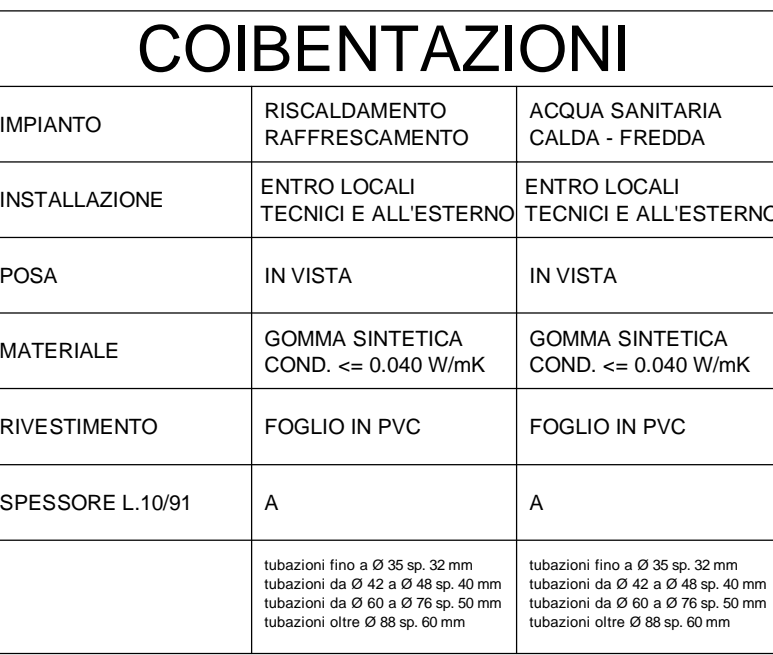 COIBENTAZIONI
IMPIANTO
RISCALDAMENTO
RAFFRESCAMENTO
ACQUA SANITARIA
CALDA - FREDDA
INSTALLAZIONE
ENTRO LOCALI
TECNICI E ALL'ESTERNO
ENTRO LOCALI
TECNICI E ALL'ESTERNO
POSA
IN VISTA
IN VISTA
MATERIALE
GOMMA SINTETICA
COND. <= 0.040 W/mK
GOMMA SINTETICA
COND. <= 0.040 W/mK
RIVESTIMENTO
FOGLIO IN PVC
FOGLIO IN PVC
SPESSORE L.10/91
A
A
tubazioni fino a Ø 35 sp. 32 mm
tubazioni da Ø 42 a Ø 48 sp. 40 mm
tubazioni da Ø 60 a Ø 76 sp. 50 mm
tubazioni oltre Ø 88 sp. 60 mm
tubazioni fino a Ø 35 sp. 32 mm
tubazioni da Ø 42 a Ø 48 sp. 40 mm
tubazioni da Ø 60 a Ø 76 sp. 50 mm
tubazioni oltre Ø 88 sp. 60 mm